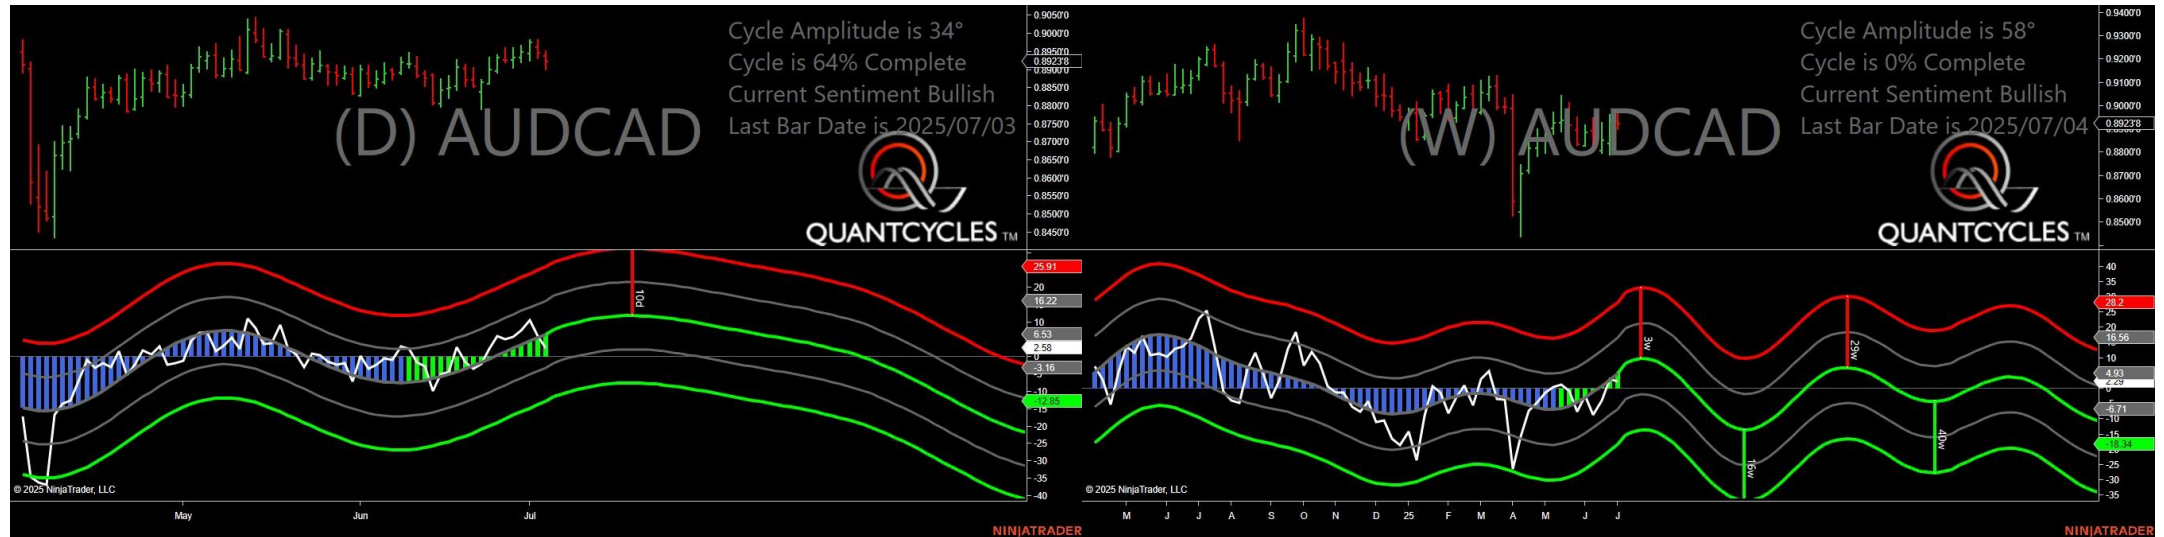 Cycle Amplitude is 34°
Cycle is 64% Complete
Current Sentiment Bullish
Last Bar Date is 2025/07/03
(D) AUDCAD
QUANTCYCLES TM
0.9050'0
0.9000'0
0.8950'0
0.8923'8
0.8900'0
0.8850'0
0.8800'0
0.8750'0
0.8700'0
0.8650'0
0.8600'0
0.8550'0
0.8500'0
0.8450'0
25.91
20
16.22
10
6.53
2.58
0
-3.16
-10
-12.85
-15
-20
-25
-30
-35
-40
10d
© 2025 NinjaTrader, LLC
May Jun Jul
NINJATRADER
Cycle Amplitude is 58°
Cycle is 0% Complete
Current Sentiment Bullish
Last Bar Date is 2025/07/04
(W) AUDCAD
QUANTCYCLES TM
0.9400'0
0.9300'0
0.9200'0
0.9100'0
0.9000'0
0.8923'8
0.8800'0
0.8700'0
0.8600'0
0.8500'0
40
35
28.2
25
20
16.56
10
4.93
2.29
-6.71
-10
-15
-18.34
-25
-30
-35
3w
16w
29w
40w
© 2025 NinjaTrader, LLC
M J J A S O N D 25 F M A M J J
NINJATRADER